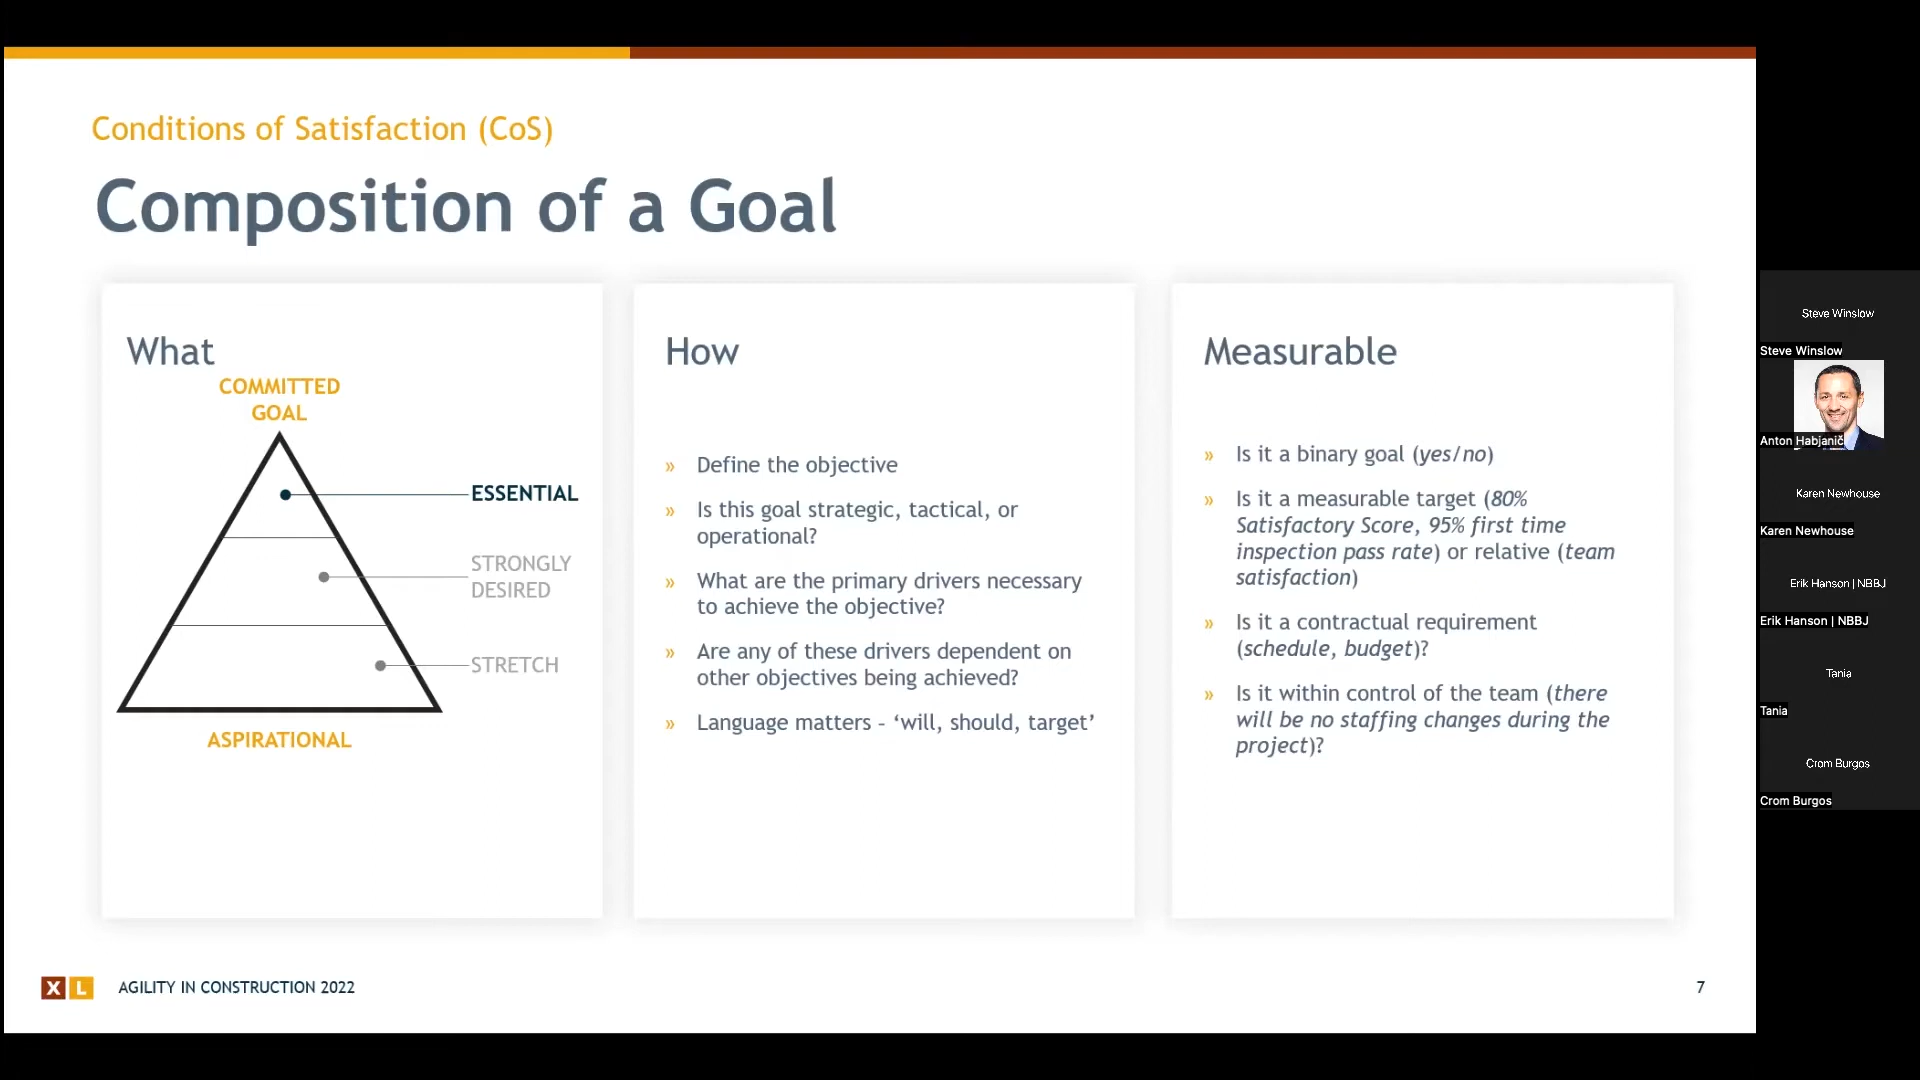 Conditions of Satisfaction (CoS)
Composition of a Goal
What
COMMITTED
GOAL
ESSENTIAL
STRONGLY
DESIRED
STRETCH
ASPIRATIONAL
How
» Define the objective
» Is this goal strategic, tactical, or
operational?
» What are the primary drivers necessary
to achieve the objective?
» Are any of these drivers dependent on
other objectives being achieved?
» Language matters – ‘will, should, target’
Measurable
» Is it a binary goal (yes/no)
» Is it a measurable target (80%
Satisfactory Score, 95% first time
inspection pass rate) or relative (team
satisfaction)
» Is it a contractual requirement
(schedule, budget)?
» Is it within control of the team (there
will be no staffing changes during the
project)?
XL AGILITY IN CONSTRUCTION 2022
7
Steve Winslow
Steve Winslow
Anton Habjanič
Karen Newhouse
Karen Newhouse
Erik Hanson | NBBJ
Erik Hanson | NBBJ
Tania
Tania
Crom Burgos
Crom Burgos